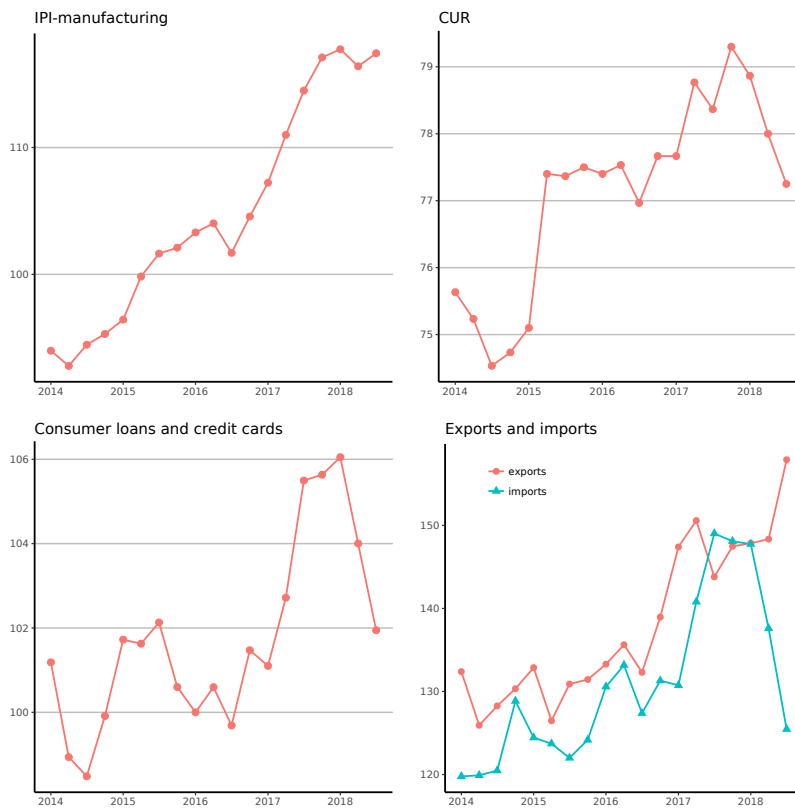 IPI-manufacturing
110
100
2014 2015 2016 2017 2018
CUR
79
78
77
76
75
2014 2015 2016 2017 2018
Consumer loans and credit cards
106
104
102
100
2014 2015 2016 2017 2018
Exports and imports
exports
imports
150
140
130
120
2014 2015 2016 2017 2018